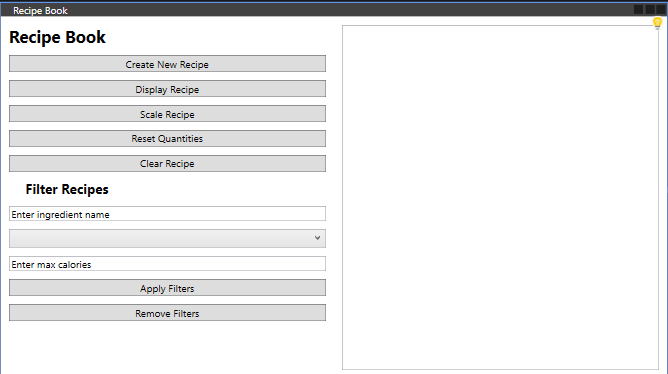 Recipe Book
Recipe Book
Create New Recipe
Display Recipe
Scale Recipe
Reset Quantities
Clear Recipe
Filter Recipes
Enter ingredient name
Enter max calories
Apply Filters
Remove Filters